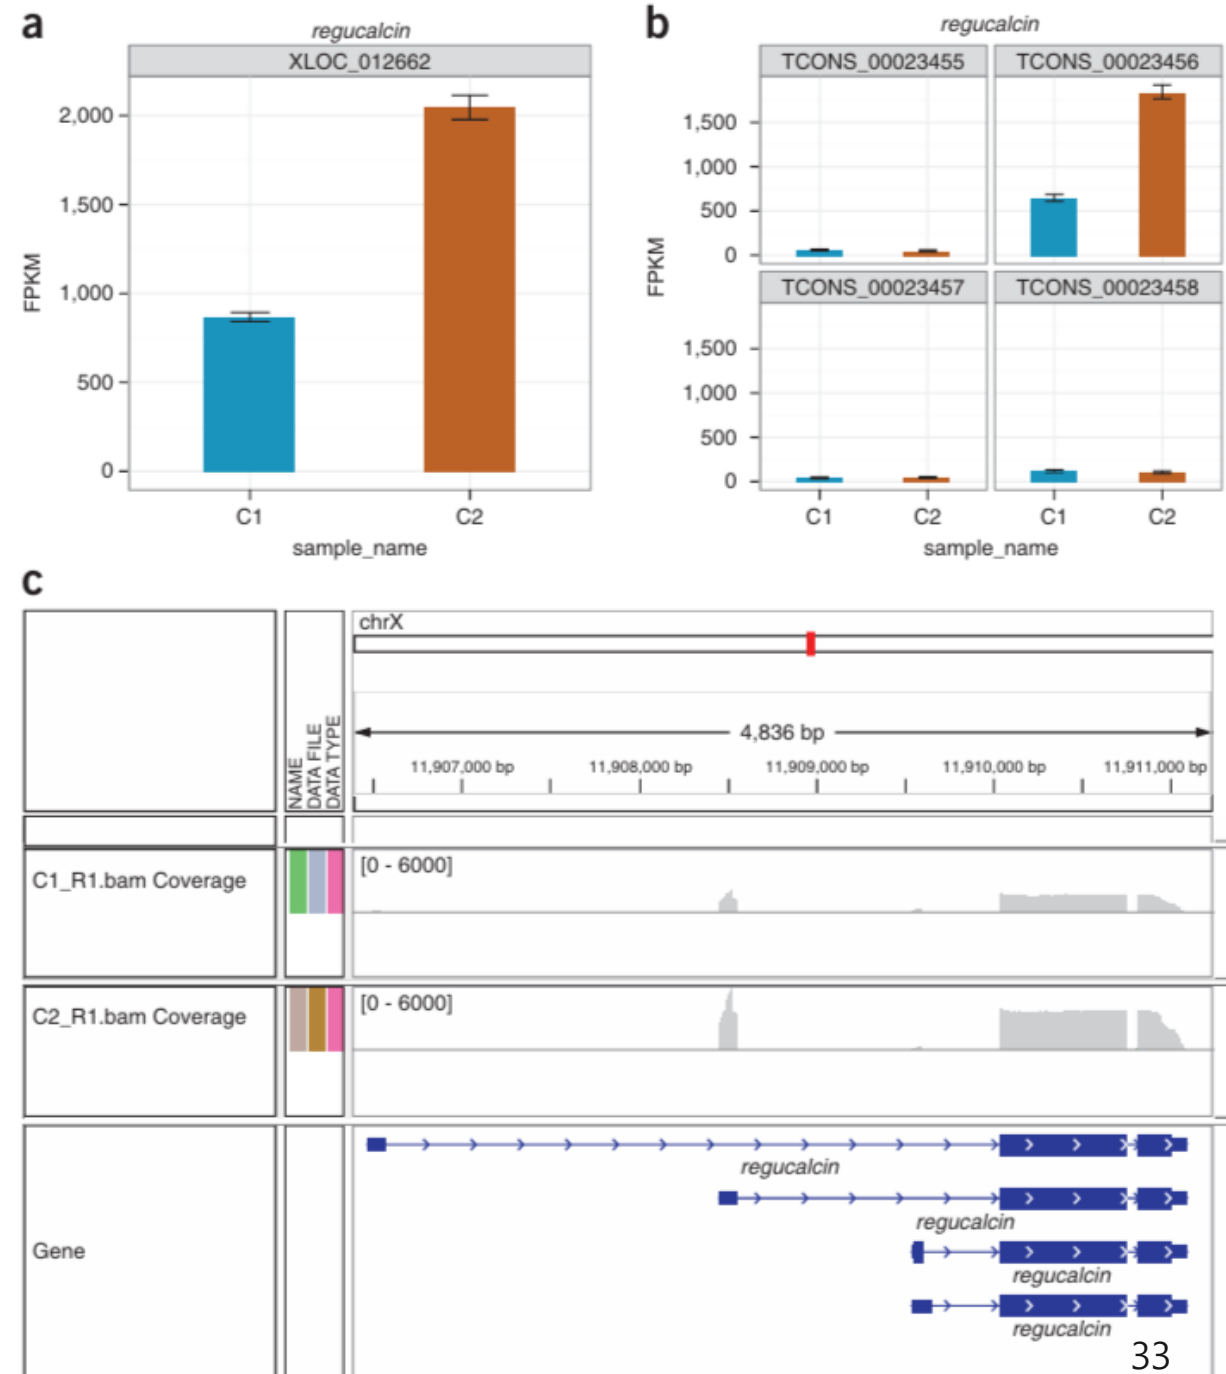 a
regucalcin
XLOC_012662
2,000
1,500
1,000
500
0
FPKM
C1 C2
sample_name
b
regucalcin
TCONS_00023455 TCONS_00023456
1,500
1,000
500
0
TCONS_00023457 TCONS_00023458
1,500
1,000
500
0
FPKM
C1 C2 C1 C2
sample_name
c
NAME
DATA FILE
DATA TYPE
chrX
4,836 bp
11,907,000 bp 11,908,000 bp 11,909,000 bp 11,910,000 bp 11,911,000 bp
C1_R1.bam Coverage
[0 - 6000]
C2_R1.bam Coverage
[0 - 6000]
Gene
regucalcin
regucalcin
regucalcin
regucalcin
33